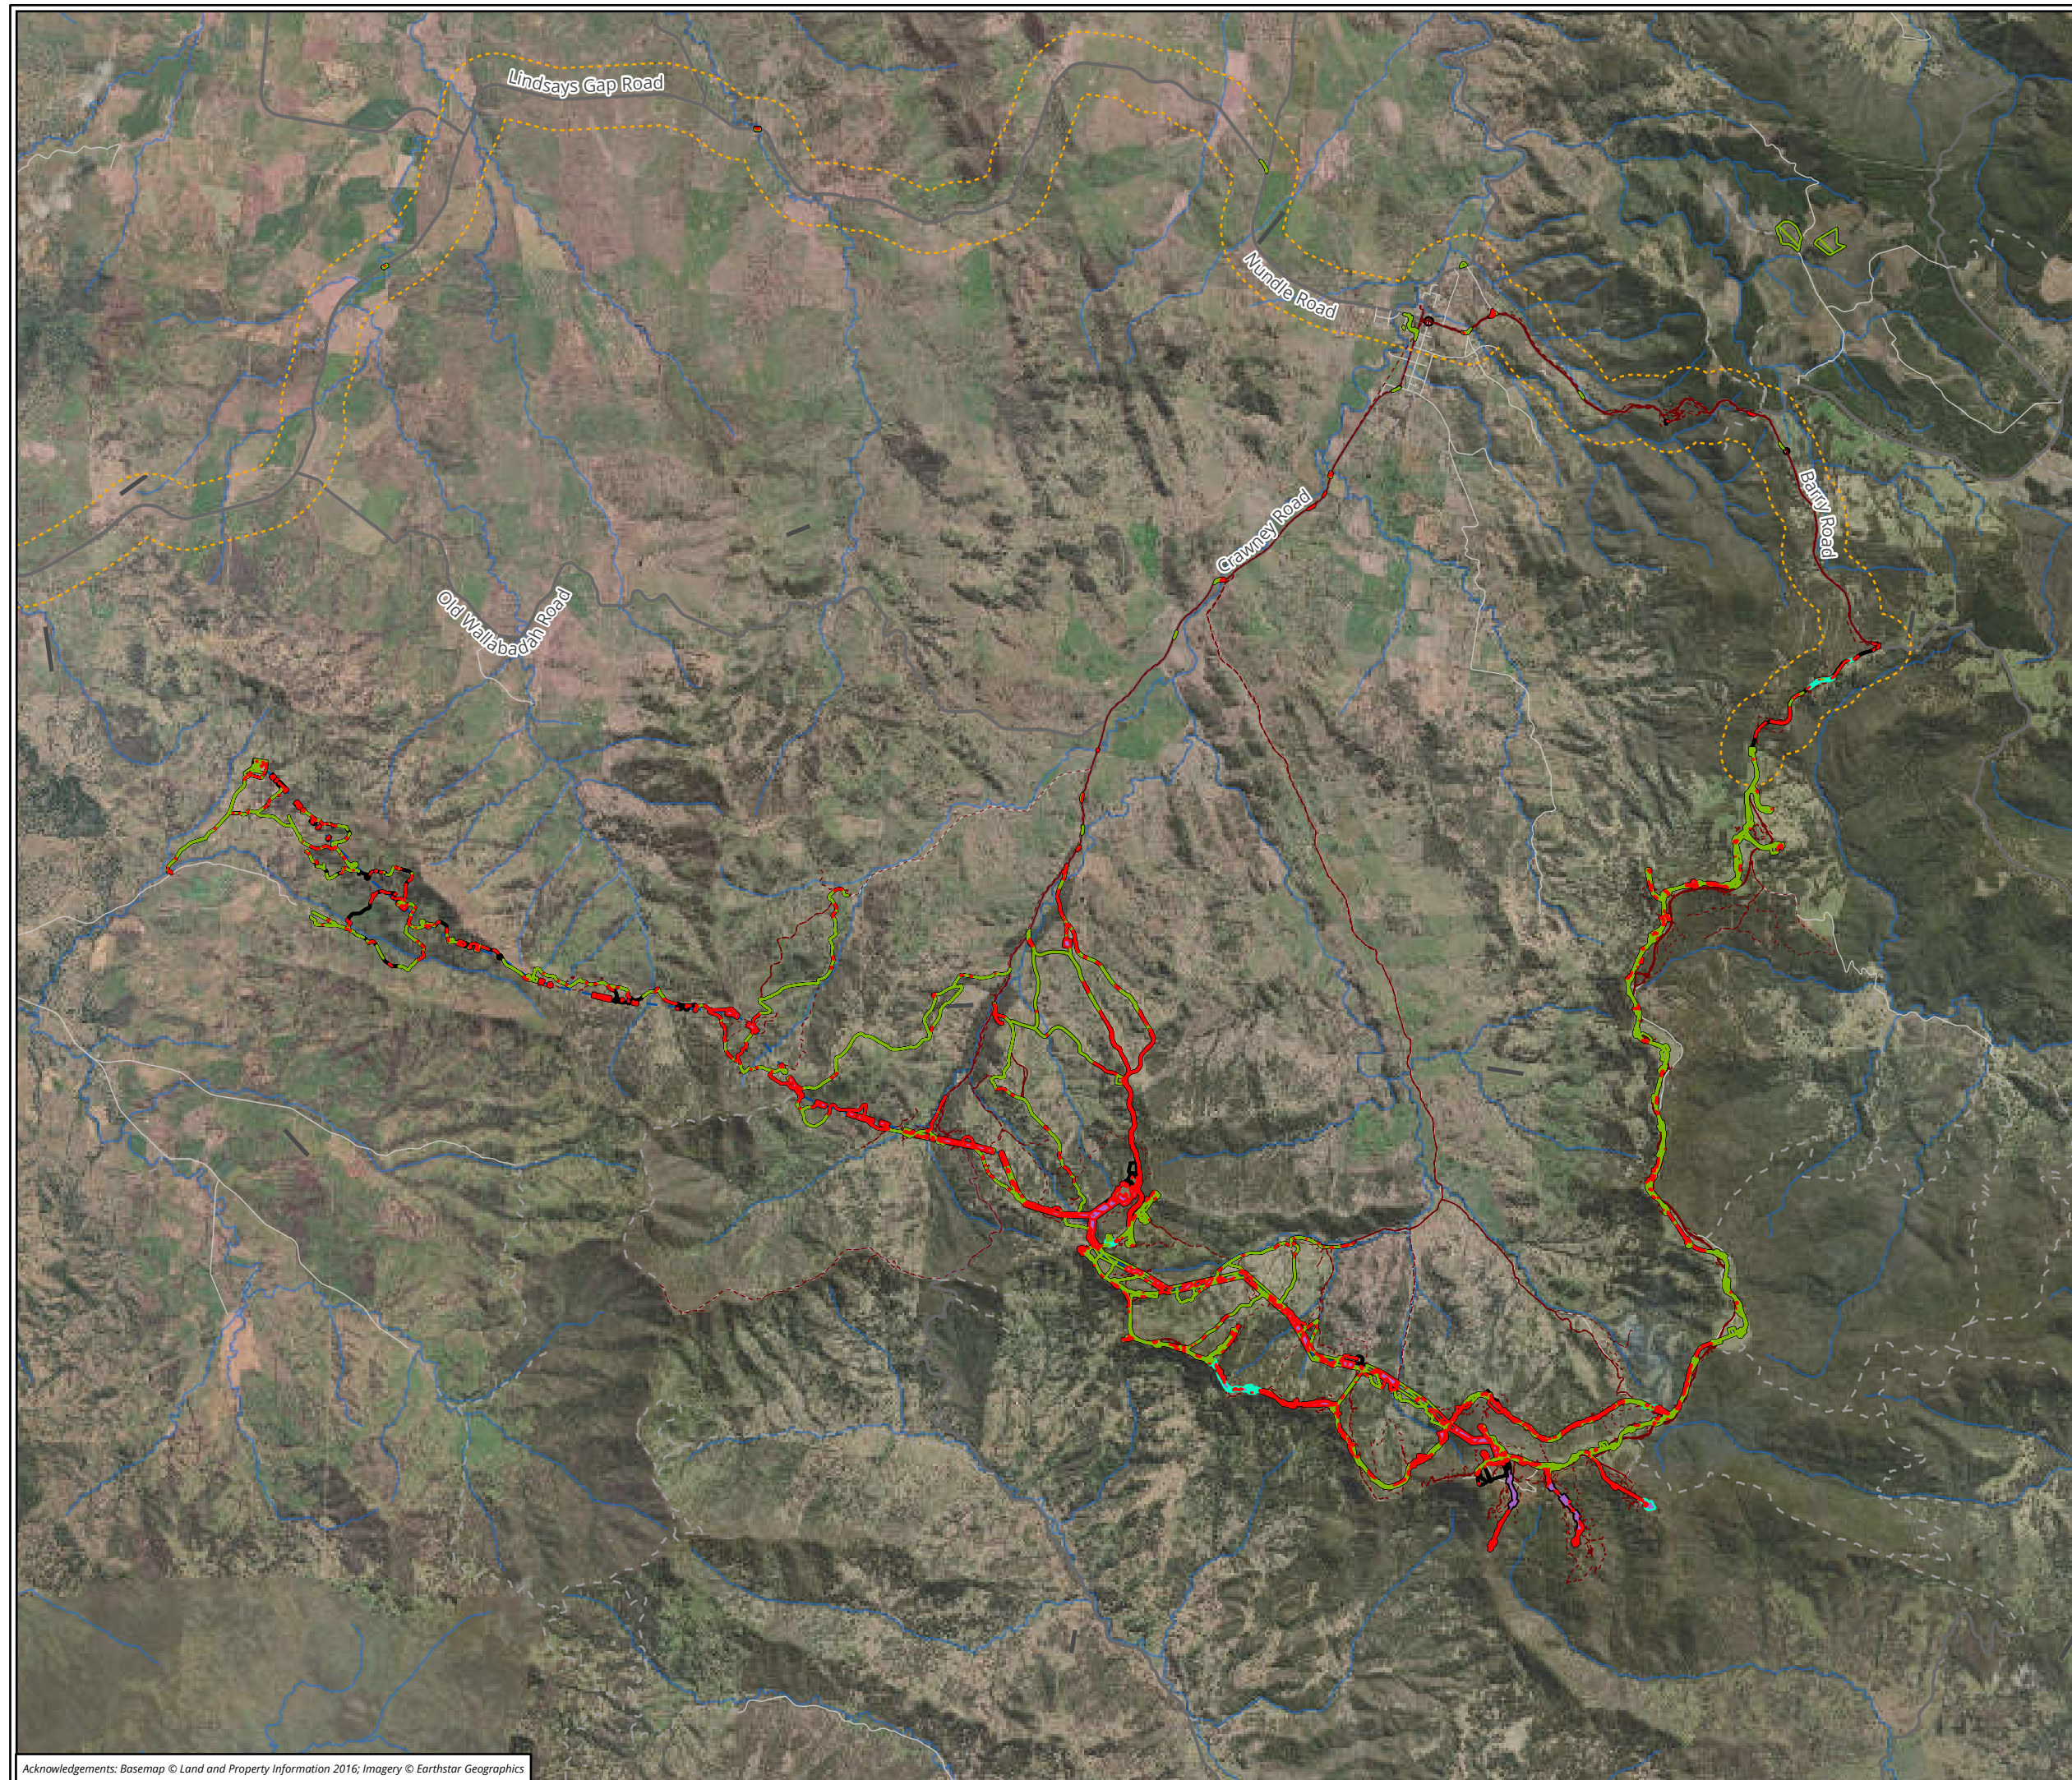 Lindsays Gap Road
Nundle Road
Barry Road
Crawney Road
Old Wallabadah Road
Acknowledgements: Basemap © Land and Property Information 2016; Imagery © Earthstar Geographics